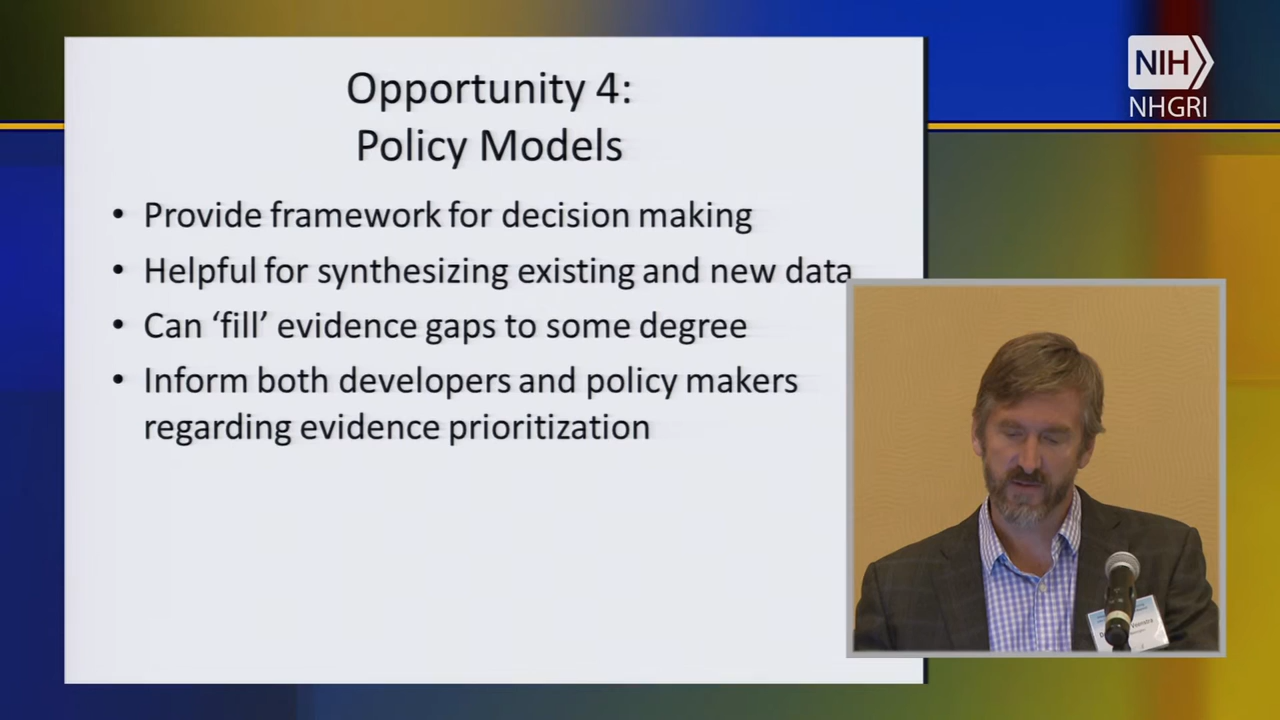 Opportunity 4:
Policy Models
• Provide framework for decision making
• Helpful for synthesizing existing and new data
• Can ‘fill’ evidence gaps to some degree
• Inform both developers and policy makers
regarding evidence prioritization
NIH
NHGRI